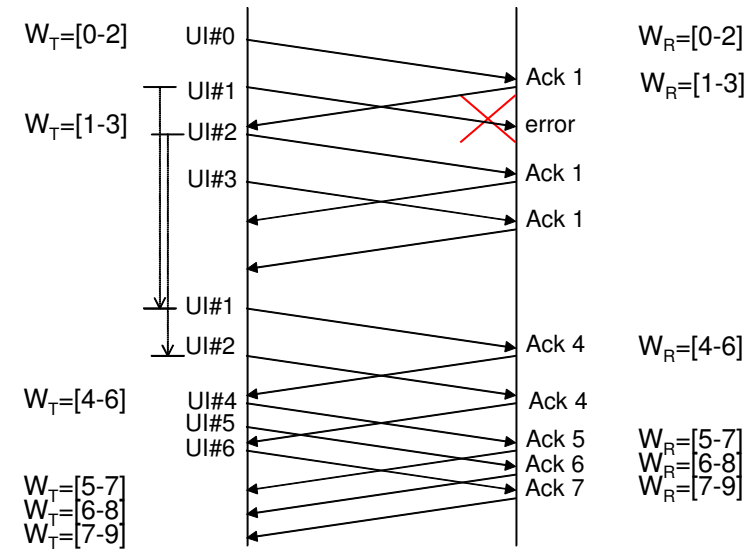 W_T=[0-2] UI#0 W_R=[0-2]
Ack 1 W_R=[1-3]
UI#1
W_T=[1-3] UI#2 error
UI#3 Ack 1
Ack 1
UI#1
UI#2 Ack 4 W_R=[4-6]
W_T=[4-6] UI#4 Ack 4
UI#5
UI#6 Ack 5 W_R=[5-7]
Ack 6 W_R=[6-8]
W_T=[5-7] Ack 7 W_R=[7-9]
W_T=[6-8]
W_T=[7-9]